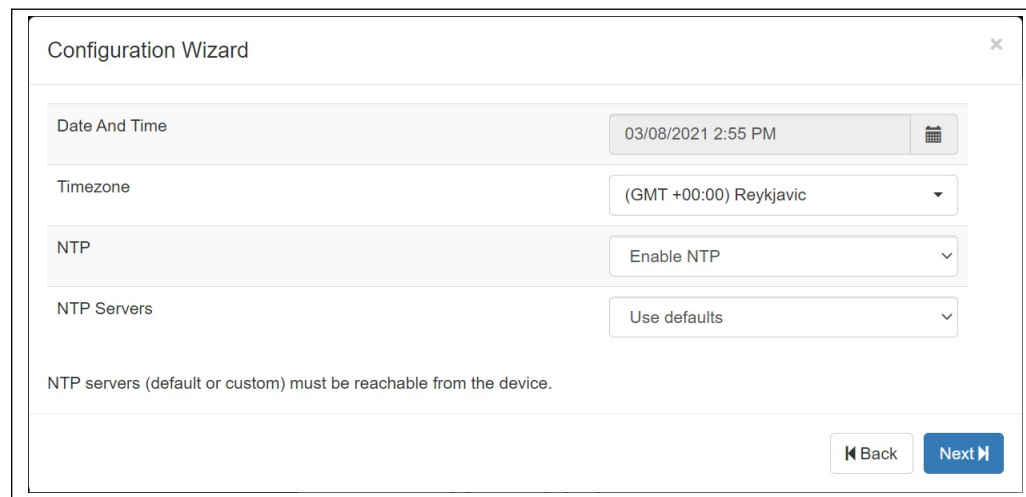 Configuration Wizard
×
Date And Time
03/08/2021 2:55 PM
Timezone
(GMT +00:00) Reykjavic
NTP
Enable NTP
NTP Servers
Use defaults
NTP servers (default or custom) must be reachable from the device.
Back
Next